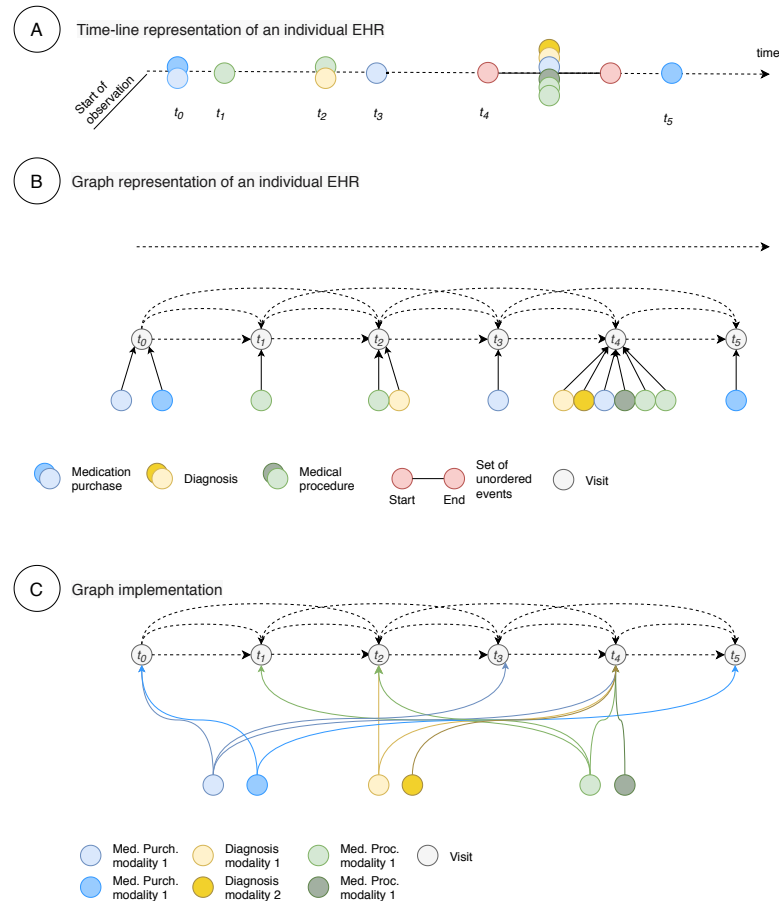 A
Time-line representation of an individual EHR
time
Start of
observation
t0
t1
t2
t3
t4
t5
B
Graph representation of an individual EHR
t0
t1
t2
t3
t4
t5
Medication
purchase
Diagnosis
Medical
procedure
Start
End
Set of
unordered
events
Visit
C
Graph implementation
t0
t1
t2
t3
t4
t5
Med. Purch.
modality 1
Diagnosis
modality 1
Med. Proc.
modality 1
Visit
Med. Purch.
modality 1
Diagnosis
modality 2
Med. Proc.
modality 1